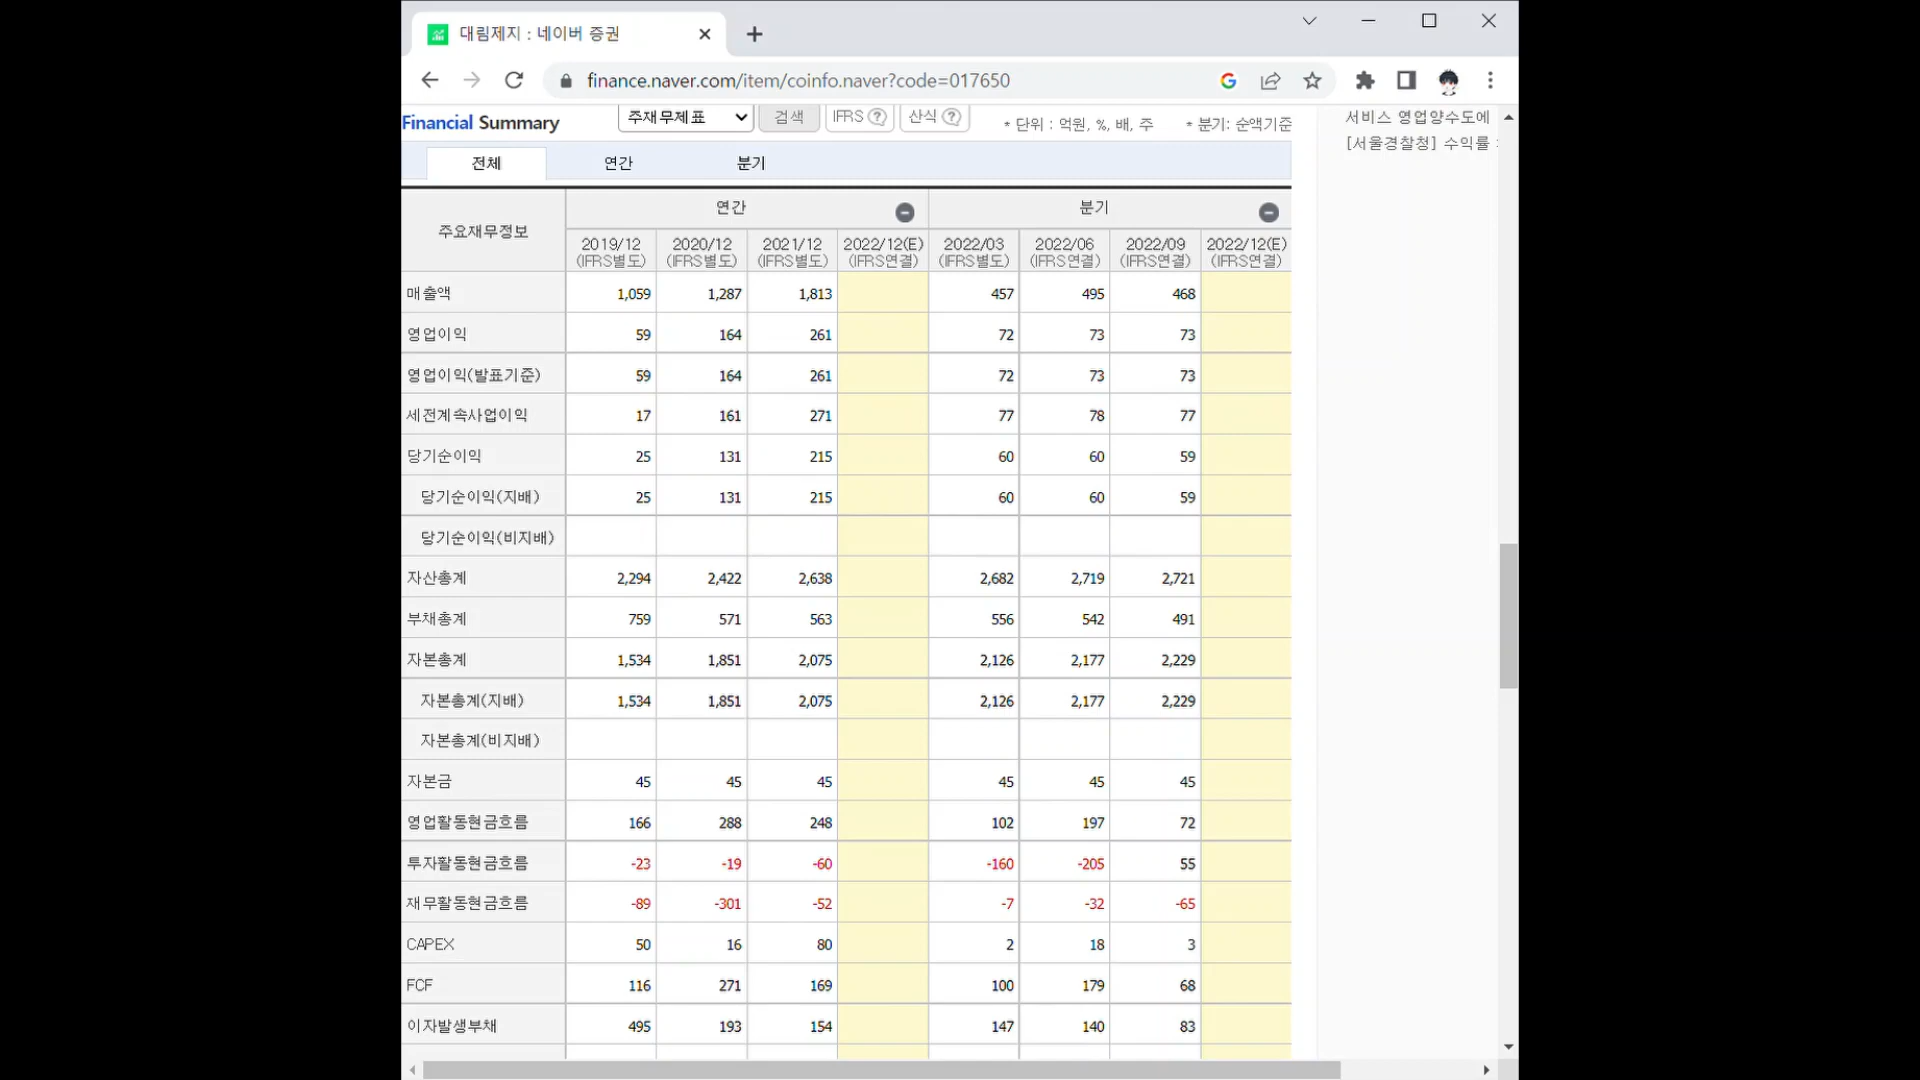 대림제지 : 네이버 증권
finance.naver.com/item/coinfo.naver?code=017650
Financial Summary 주재무제표 검색 IFRS ? 산식 ? * 단위 : 억원, %, 배, 주 * 분기: 순액기준
서비스 영업양수도에
[서울경찰청] 수익률
전체 연간 분기
주요재무정보 연간 분기
2019/12 2020/12 2021/12 2022/12(E) 2022/03 2022/06 2022/09 2022/12(E)
(IFRS별도) (IFRS별도) (IFRS별도) (IFRS연결) (IFRS별도) (IFRS연결) (IFRS연결) (IFRS연결)
매출액 1,059 1,287 1,813 457 495 468
영업이익 59 164 261 72 73 73
영업이익(발표기준) 59 164 261 72 73 73
세전계속사업이익 17 161 271 77 78 77
당기순이익 25 131 215 60 60 59
당기순이익(지배) 25 131 215 60 60 59
당기순이익(비지배)
자산총계 2,294 2,422 2,638 2,682 2,719 2,721
부채총계 759 571 563 556 542 491
자본총계 1,534 1,851 2,075 2,126 2,177 2,229
자본총계(지배) 1,534 1,851 2,075 2,126 2,177 2,229
자본총계(비지배)
자본금 45 45 45 45 45 45
영업활동현금흐름 166 288 248 102 197 72
투자활동현금흐름 -23 -19 -60 -160 -205 55
재무활동현금흐름 -89 -301 -52 -7 -32 -65
CAPEX 50 16 80 2 18 3
FCF 116 271 169 100 179 68
이자발생부채 495 193 154 147 140 83